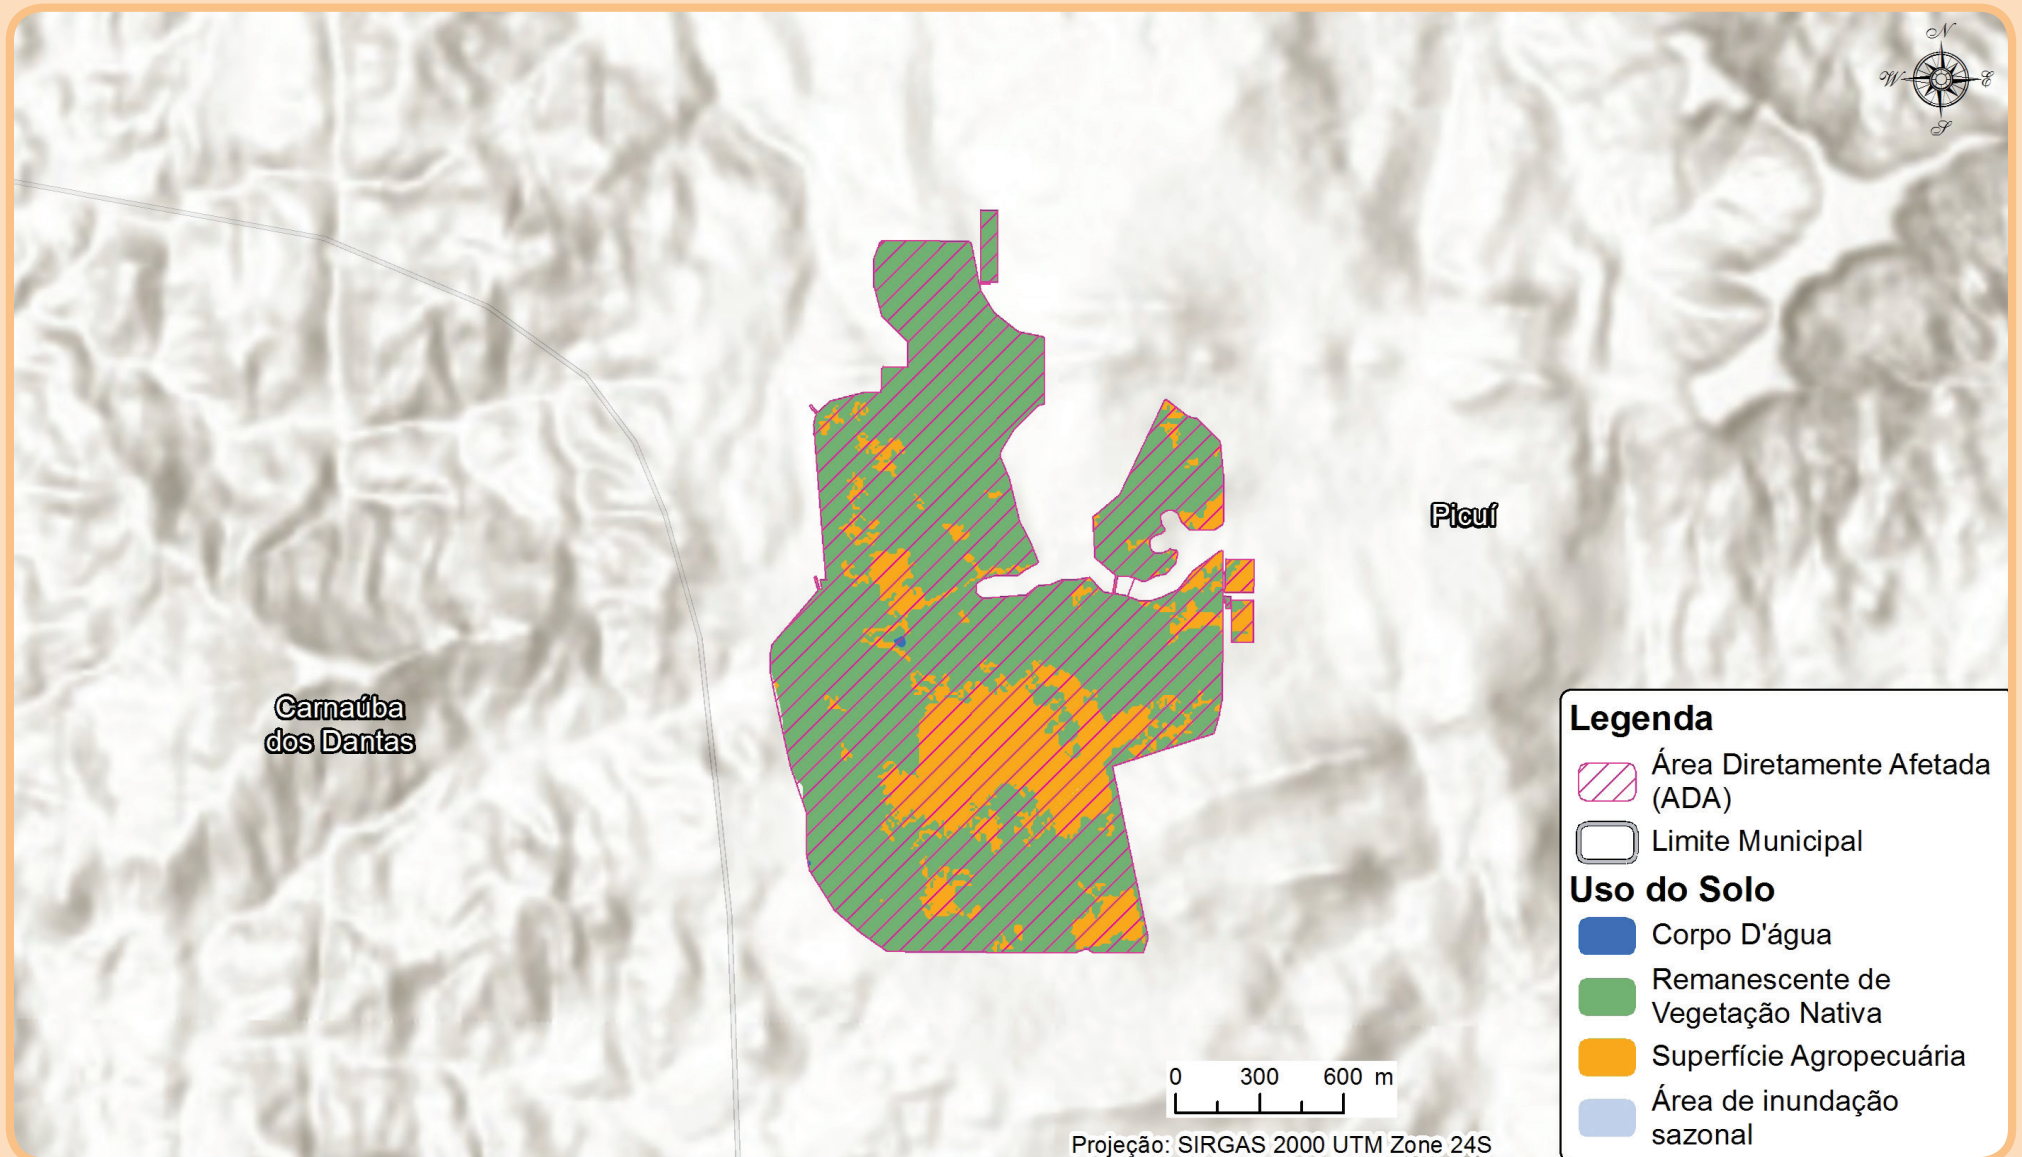 N
W
E
S
Picuí
Carnaúba
dos Dantas
Legenda
Área Diretamente Afetada
(ADA)
Limite Municipal
Uso do Solo
Corpo D'água
Remanescente de
Vegetação Nativa
Superfície Agropecuária
Área de inundação
sazonal
0 300 600 m
Projeção: SIRGAS 2000 UTM Zone 24S